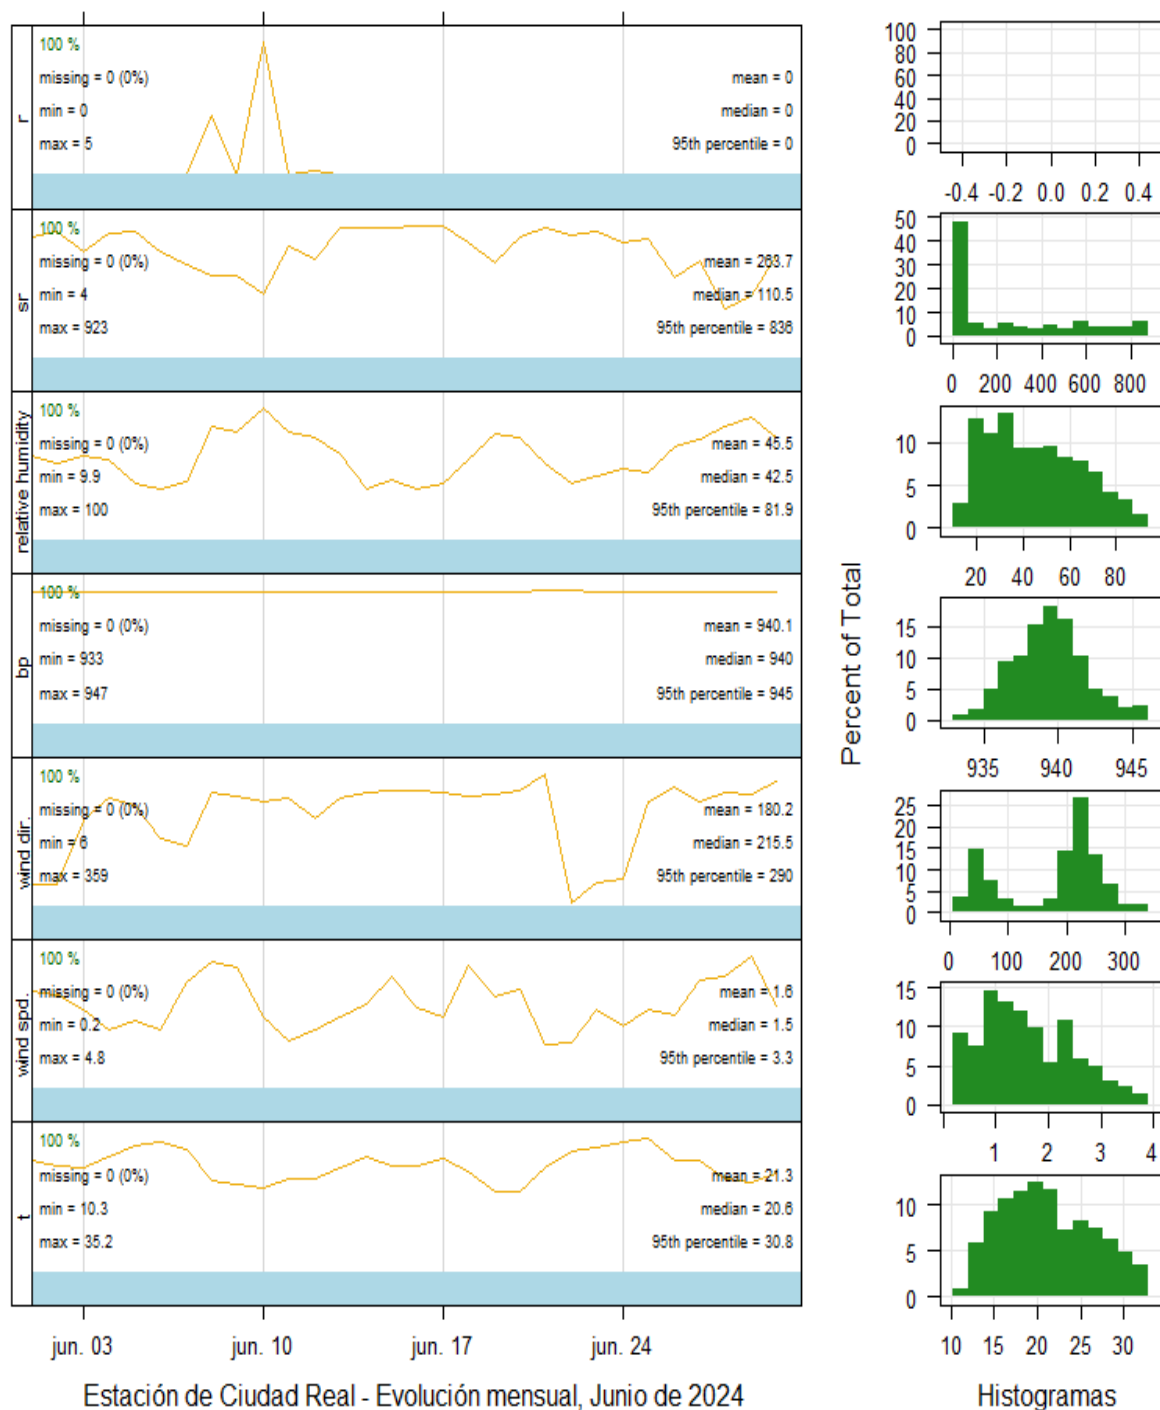 r
100 %
missing = 0 (0%)
min = 0
max = 5
mean = 0
median = 0
95th percentile = 0
sr
100 %
missing = 0 (0%)
min = 4
max = 923
mean = 263.7
median = 110.5
95th percentile = 836
relative humidity
100 %
missing = 0 (0%)
min = 9.9
max = 100
mean = 45.5
median = 42.5
95th percentile = 81.9
bp
100 %
missing = 0 (0%)
min = 933
max = 947
mean = 940.1
median = 940
95th percentile = 945
wind dir.
100 %
missing = 0 (0%)
min = 6
max = 359
mean = 180.2
median = 215.5
95th percentile = 290
wind spd.
100 %
missing = 0 (0%)
min = 0.2
max = 4.8
mean = 1.6
median = 1.5
95th percentile = 3.3
t
100 %
missing = 0 (0%)
min = 10.3
max = 35.2
mean = 21.3
median = 20.6
95th percentile = 30.8
jun. 03 jun. 10 jun. 17 jun. 24
Estación de Ciudad Real - Evolución mensual, Junio de 2024
Percent of Total
100
80
60
40
20
0
-0.4 -0.2 0.0 0.2 0.4
50
40
30
20
10
0
0 200 400 600 800
10
5
0
20 40 60 80
15
10
5
0
935 940 945
25
20
15
10
5
0
0 100 200 300
15
10
5
0
1 2 3 4
10
5
0
10 15 20 25 30
Histogramas